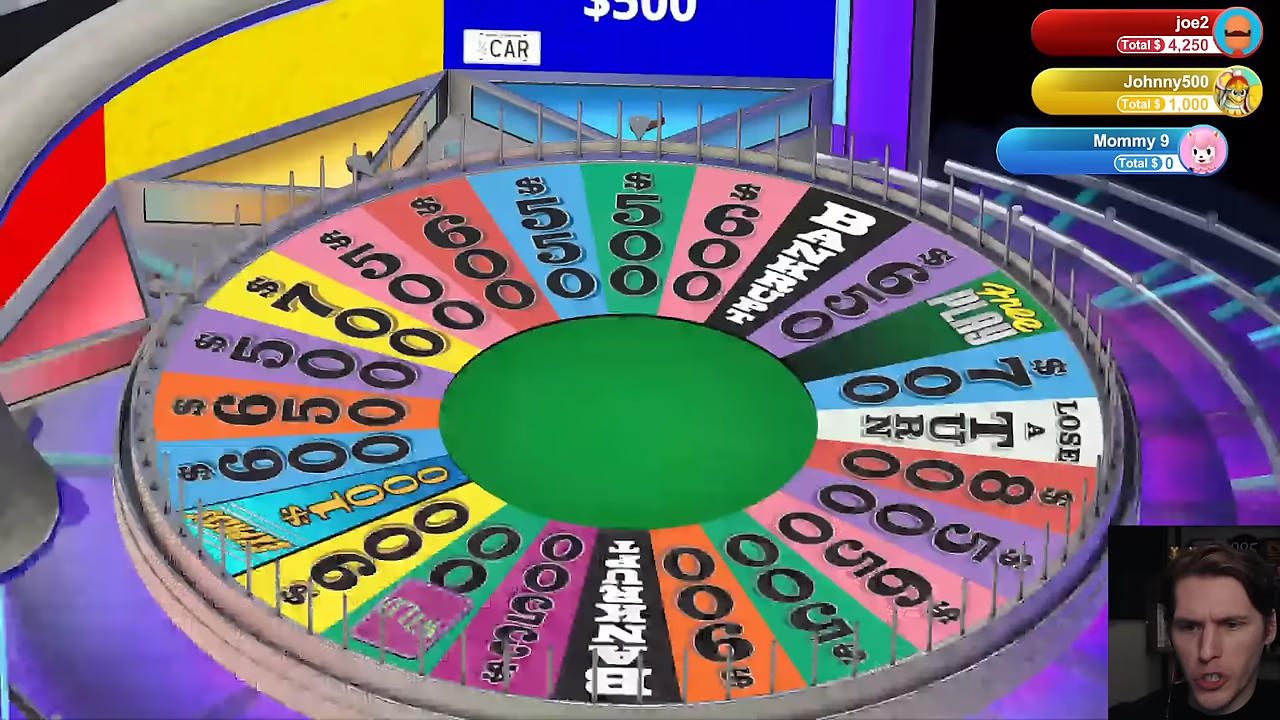 $500
½ CAR
joe2
Total $ 4,250
Johnny500
Total $ 1,000
Mommy 9
Total $ 0
$550
$500
$600
BANKRUPT
$650
FREE
PLAY
$700
LOSE
A
TURN
$800
$500
$650
$500
$600
BANKRUPT
$900
$1000
$600
$650
$500
$700
$500
$600